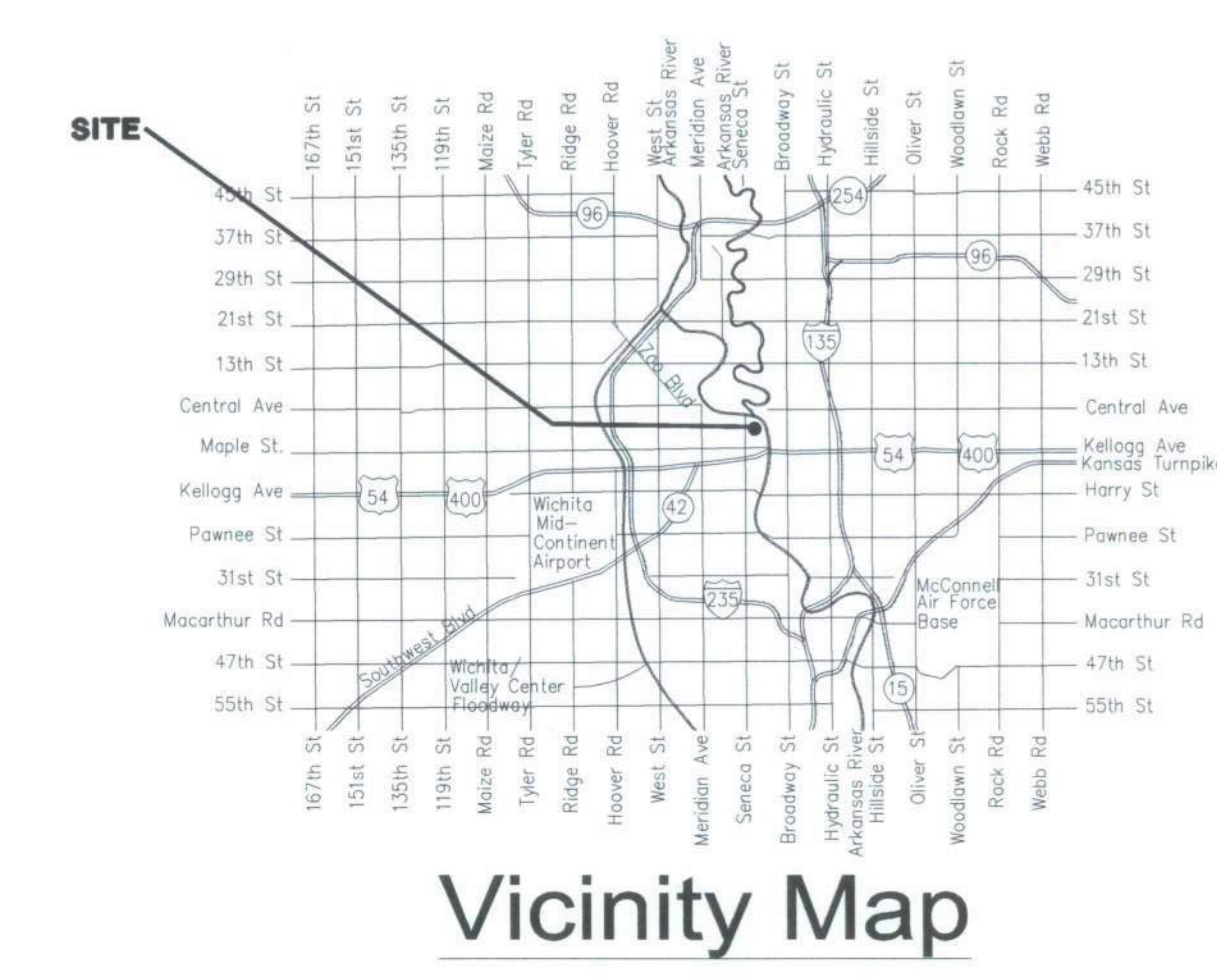 SITE
167th St
151st St
135th St
119th St
Maize Rd
Tyler Rd
Ridge Rd
Hoover Rd
West St
Arkansas River
Meridian Ave
Arkansas River
Seneca St
Broadway St
Hydraulic St
Hillside St
Oliver St
Woodlawn St
Rock Rd
Webb Rd
45th St
254
45th St
96
37th St
37th St
96
29th St
29th St
21st St
21st St
135
13th St
Zoo Blvd
13th St
Central Ave
Central Ave
Maple St.
54
400
Kellogg Ave
Kansas Turnpike
Kellogg Ave
54
400
Harry St
Wichita
Mid-
Continent
Airport
42
Pawnee St
Pawnee St
31st St
31st St
235
McConnell
Air Force
Base
Macarthur Rd
Macarthur Rd
Southwest Blvd
47th St
47th St
Wichita/
Valley Center
Floodway
15
55th St
55th St
167th St
151st St
135th St
119th St
Maize Rd
Tyler Rd
Ridge Rd
Hoover Rd
West St
Meridian Ave
Seneca St
Broadway St
Hydraulic St
Arkansas River
Hillside St
Oliver St
Woodlawn St
Rock Rd
Webb Rd
Vicinity Map